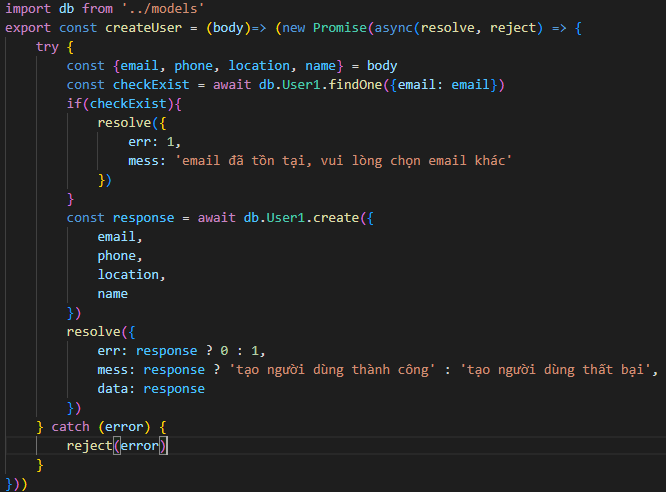 import db from '../models'
export const createUser = (body)=> (new Promise(async(resolve, reject) => {
    try {
        const {email, phone, location, name} = body
        const checkExist = await db.User1.findOne({email: email})
        if(checkExist){
            resolve({
                err: 1,
                mess: 'email đã tồn tại, vui lòng chọn email khác'
            })
        }
        const response = await db.User1.create({
            email,
            phone,
            location,
            name
        })
        resolve({
            err: response ? 0 : 1,
            mess: response ? 'tạo người dùng thành công' : 'tạo người dùng thất bại',
            data: response
        })
    } catch (error) {
        reject(error)
    }
}))